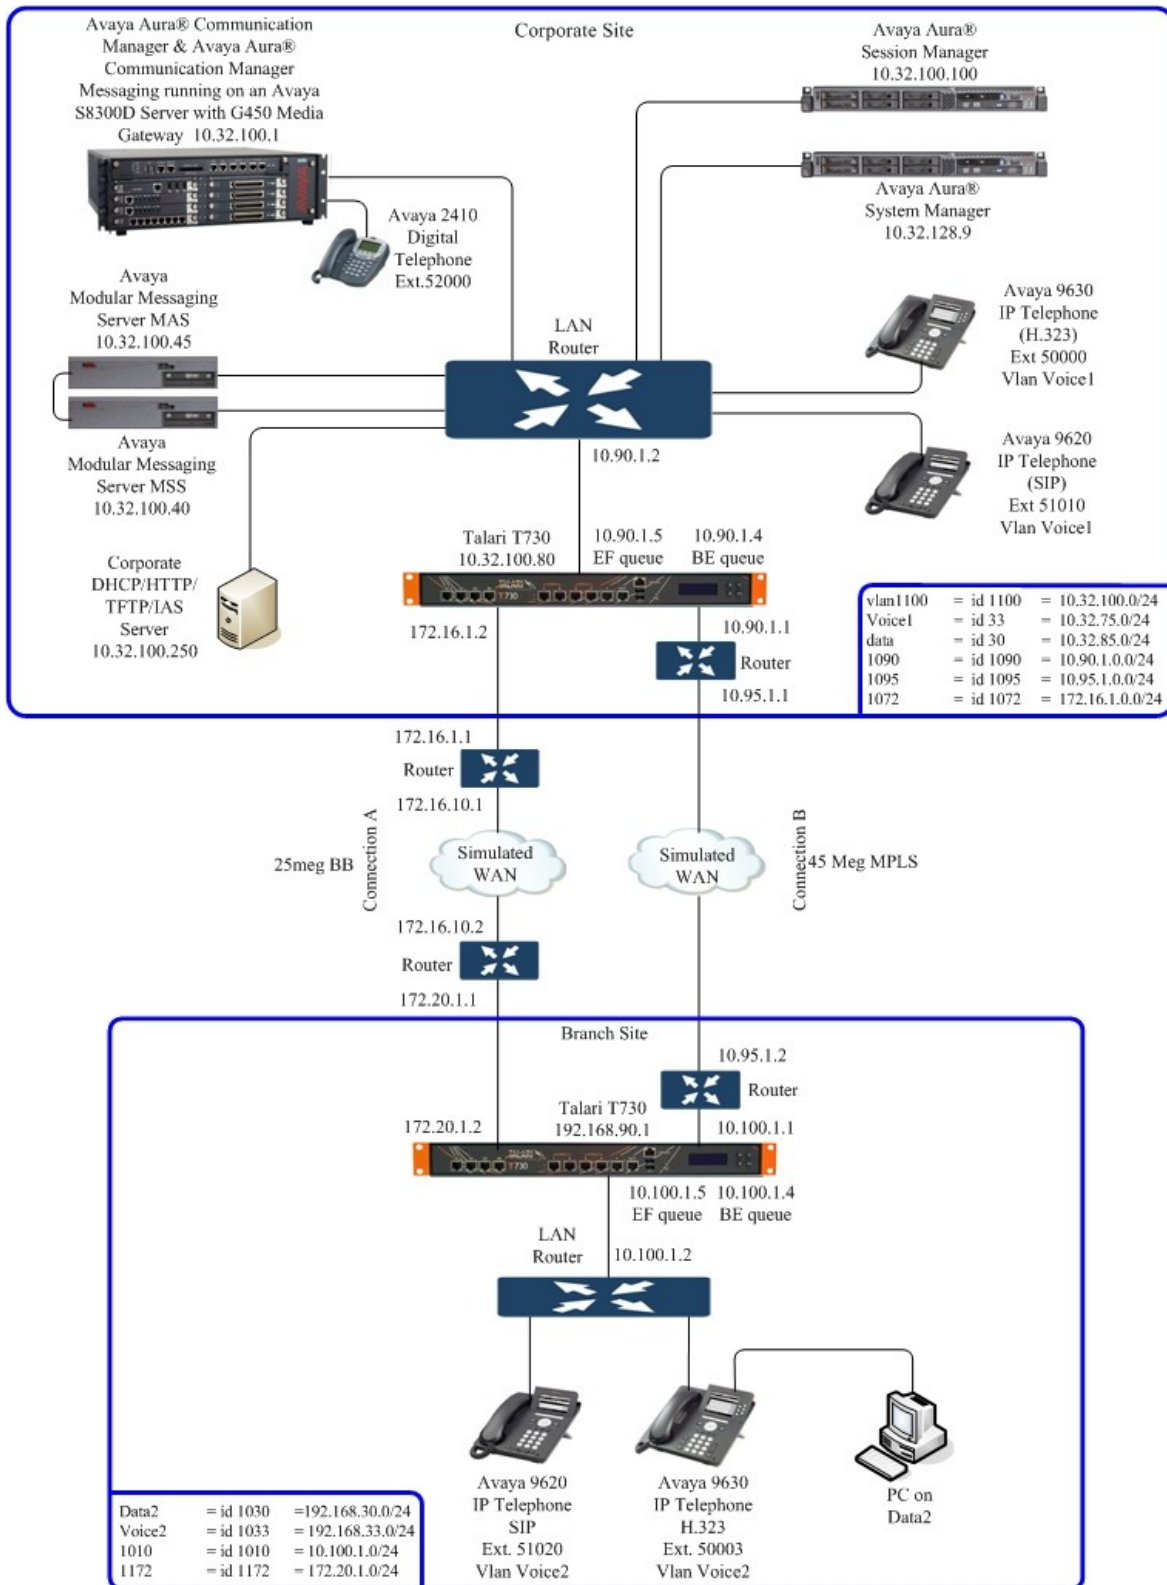 Avaya Aura® Communication
Manager & Avaya Aura®
Communication Manager
Messaging running on an Avaya
S8300D Server with G450 Media
Gateway 10.32.100.1
Corporate Site
Avaya Aura®
Session Manager
10.32.100.100
Avaya Aura®
System Manager
10.32.128.9
Avaya 2410
Digital
Telephone
Ext.52000
Avaya
Modular Messaging
Server MAS
10.32.100.45
LAN
Router
Avaya 9630
IP Telephone
(H.323)
Ext 50000
Vlan Voice1
Avaya
Modular Messaging
Server MSS
10.32.100.40
10.90.1.2
Avaya 9620
IP Telephone
(SIP)
Ext 51010
Vlan Voice1
Corporate
DHCP/HTTP/
TFTP/IAS
Server
10.32.100.250
Talari T730
10.32.100.80
10.90.1.5
EF queue
10.90.1.4
BE queue
T730
172.16.1.2
10.90.1.1
Router
10.95.1.1
vlan1100 = id 1100 = 10.32.100.0/24
Voice1 = id 33 = 10.32.75.0/24
data = id 30 = 10.32.85.0/24
1090 = id 1090 = 10.90.1.0.0/24
1095 = id 1095 = 10.95.1.0.0/24
1072 = id 1072 = 172.16.1.0.0/24
172.16.1.1
Router
172.16.10.1
25meg BB
Connection A
Simulated
WAN
Simulated
WAN
Connection B
45 Meg MPLS
172.16.10.2
Router
172.20.1.1
Branch Site
10.95.1.2
Router
10.100.1.1
172.20.1.2
Talari T730
192.168.90.1
T730
10.100.1.5
EF queue
10.100.1.4
BE queue
LAN
Router
10.100.1.2
Avaya 9620
IP Telephone
SIP
Ext. 51020
Vlan Voice2
Avaya 9630
IP Telephone
H.323
Ext. 50003
Vlan Voice2
PC on
Data2
Data2 = id 1030 =192.168.30.0/24
Voice2 = id 1033 = 192.168.33.0/24
1010 = id 1010 = 10.100.1.0/24
1172 = id 1172 = 172.20.1.0/24